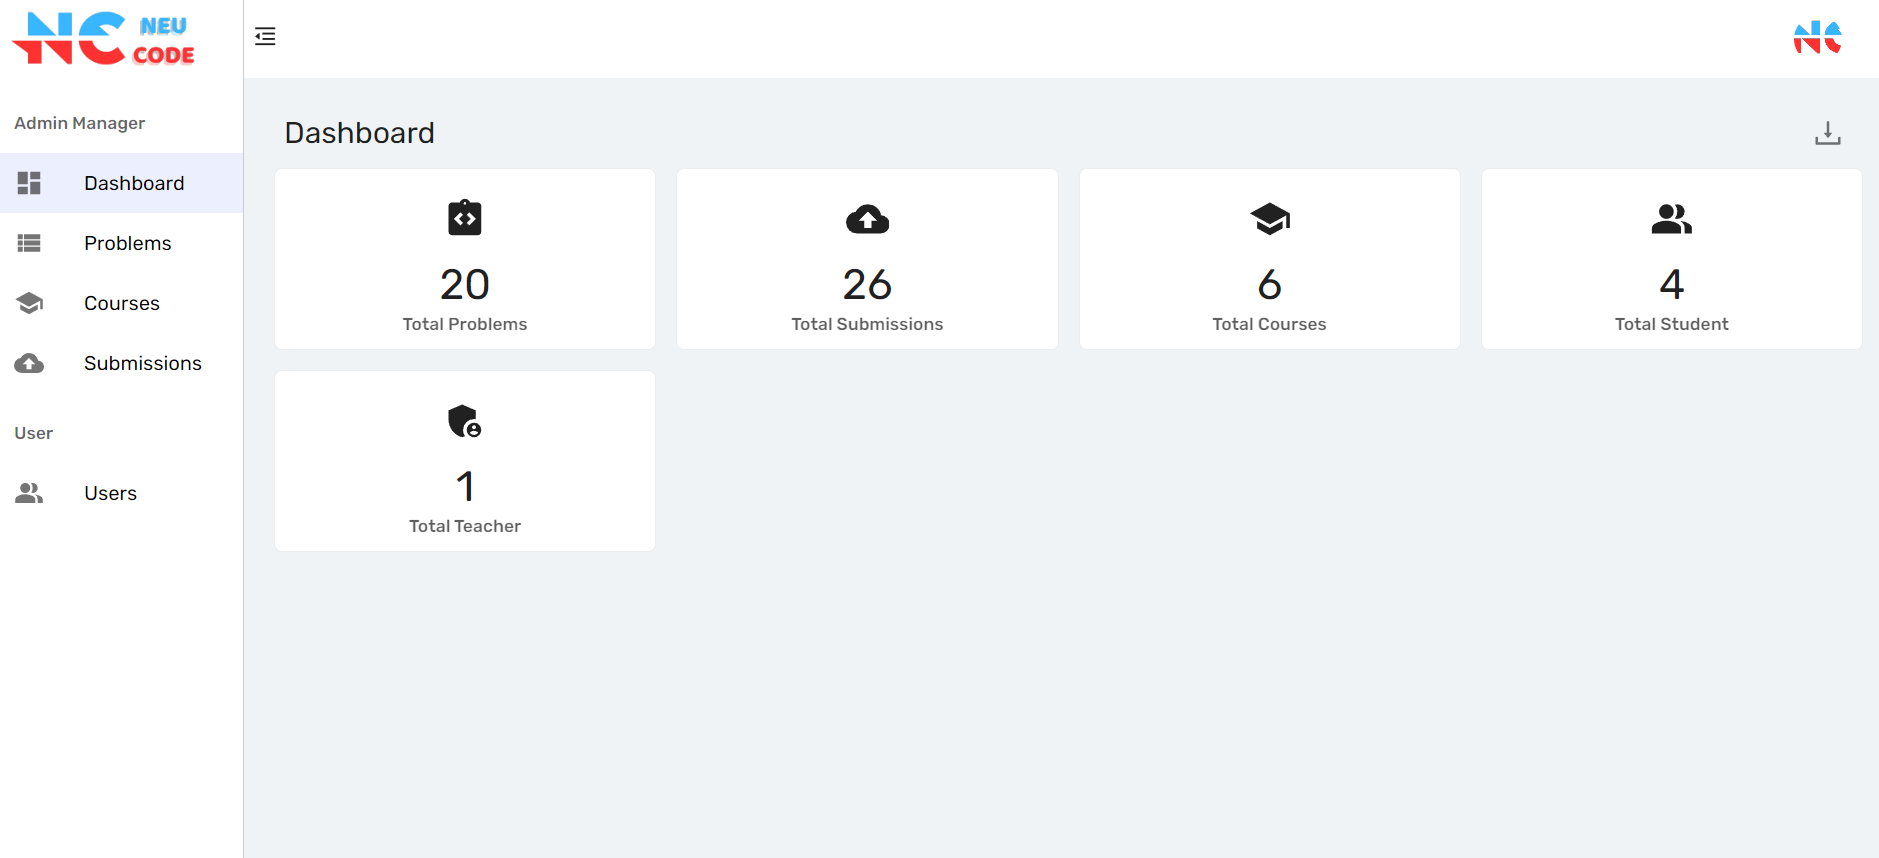 NEU
CODE
Admin Manager
Dashboard
Problems
Courses
Submissions
User
Users
NC
Dashboard
20
Total Problems
26
Total Submissions
6
Total Courses
4
Total Student
1
Total Teacher